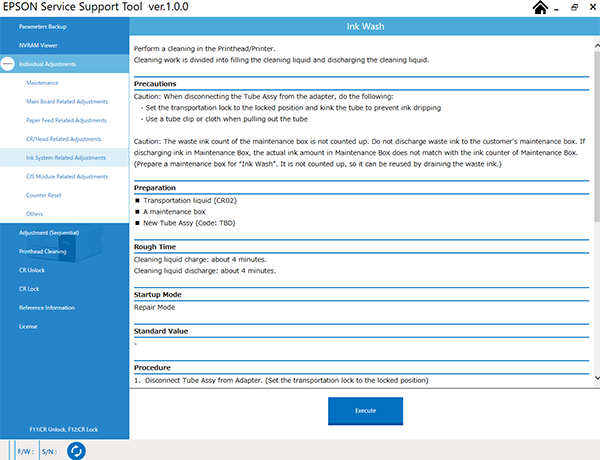 EPSON Service Support Tool ver.1.0.0
Parameters Backup
NVRAM Viewer
Individual Adjustments
Maintenance
Main Board Related Adjustments
Paper Feed Related Adjustments
CR/Head Related Adjustments
Ink System Related Adjustments
CIS Module Related Adjustments
Counter Reset
Others
Adjustment (Sequential)
Printhead Cleaning
CR Unlock
CR Lock
Reference Information
License
F11:CR Unlock, F12:CR Lock
Ink Wash
Perform a cleaning in the Printhead/Printer.
Cleaning work is divided into filling the cleaning liquid and discharging the cleaning liquid.
Precautions
Caution: When disconnecting the Tube Assy from the adapter, do the following:
- Set the transportation lock to the locked position and kink the tube to prevent ink dripping
- Use a tube clip or cloth when pulling out the tube
Caution: The waste ink count of the maintenance box is not counted up. Do not discharge waste ink to the customer's maintenance box. If
discharging ink in Maintenance Box, the actual ink amount in Maintenance Box does not match with the ink counter of Maintenance Box.
(Prepare a maintenance box for "Ink Wash". It is not counted up, so it can be reused by draining the waste ink.)
Preparation
■ Transportation liquid (CR02)
■ A maintenance box
■ New Tube Assy (Code: TBD)
Rough Time
Cleaning liquid charge: about 4 minutes.
Cleaning liquid discharge: about 4 minutes.
Startup Mode
Repair Mode
Standard Value
-
Procedure
1. Disconnect Tube Assy from Adapter. (Set the transportation lock to the locked position)
Execute
F/W : S/N :